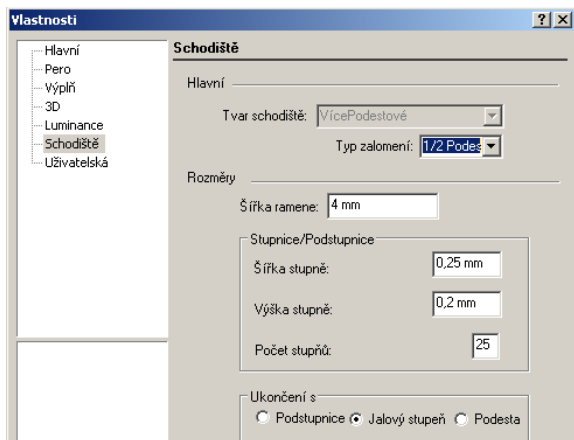 Vlastnosti
Hlavní
Pero
Výplň
3D
Luminance
Schodiště
Uživatelská
Schodiště
Hlavní
Tvar schodiště: VícePodestové
Typ zalomení: 1/2 Podes
Rozměry
Šířka ramene: 4 mm
Stupnice/Podstupnice
Šířka stupně: 0,25 mm
Výška stupně: 0,2 mm
Počet stupňů: 25
Ukončení s
Podstupnice Jalový stupeň Podesta